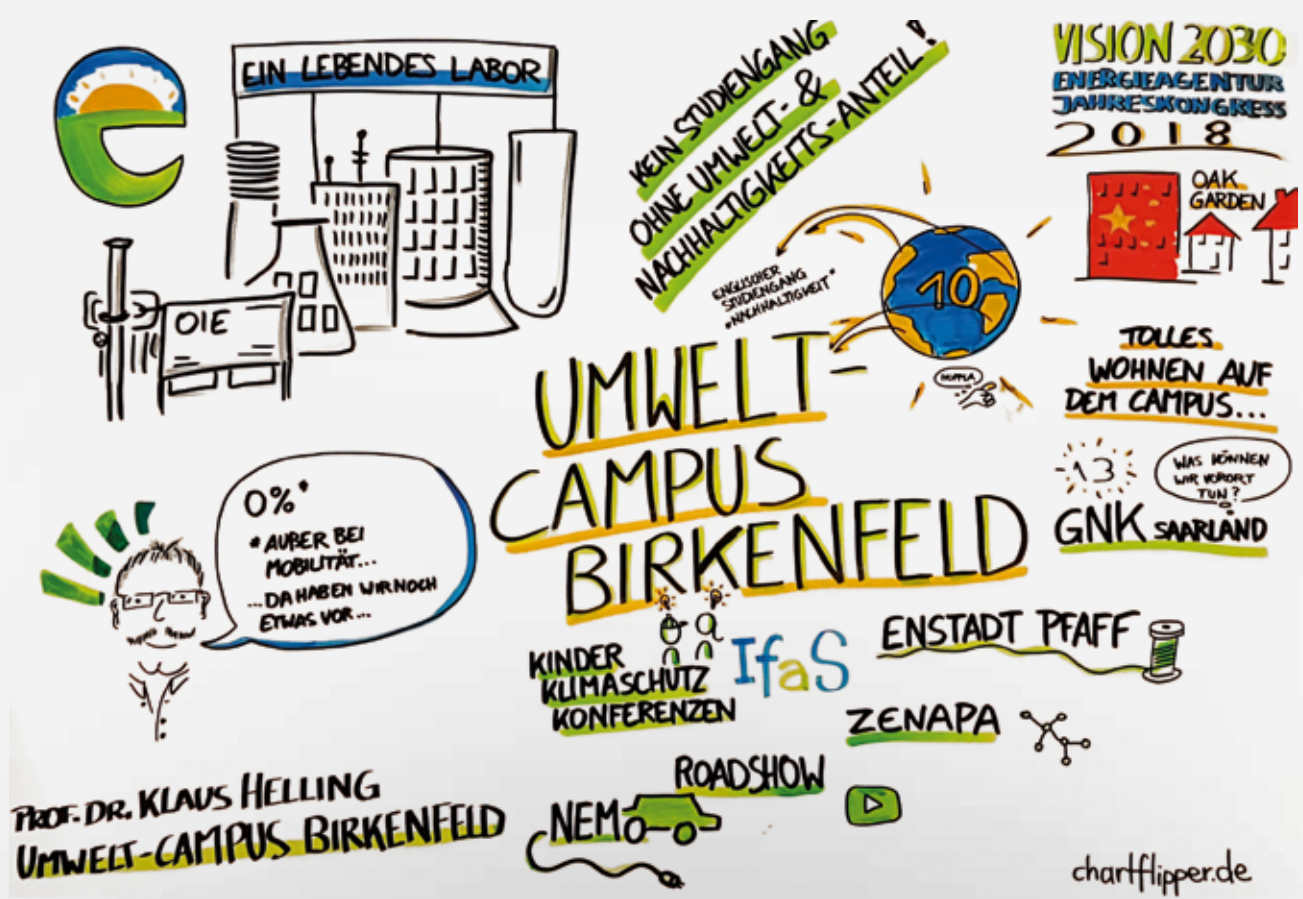 EIN LEBENDES LABOR
OIE
KEIN STUDIENGANG
OHNE UMWELT- &
NACHHALTIGKEITS-ANTEIL!
VISION 2030
ENERGIEAGENTUR
JAHRESKONGRESS
2018
OAK
GARDEN
ENGLISCHER
STUDIENGANG
"NACHHALTIGKEIT"
10
HOPPLA
TOLLES
WOHNEN AUF
DEM CAMPUS...
UMWELT-
CAMPUS
BIRKENFELD
13
WAS KÖNNEN
WIR VORORT
TUN?
GNK SAARLAND
0%*
* AUßER BEI
MOBILITÄT...
...DA HABEN WIR NOCH
ETWAS VOR...
KINDER
KLIMASCHUTZ
KONFERENZEN
IfaS
ENSTADT PFAFF
ZENAPA
ROADSHOW
NEMO
PROF. DR. KLAUS HELLING
UMWELT-CAMPUS BIRKENFELD
chartflipper.de